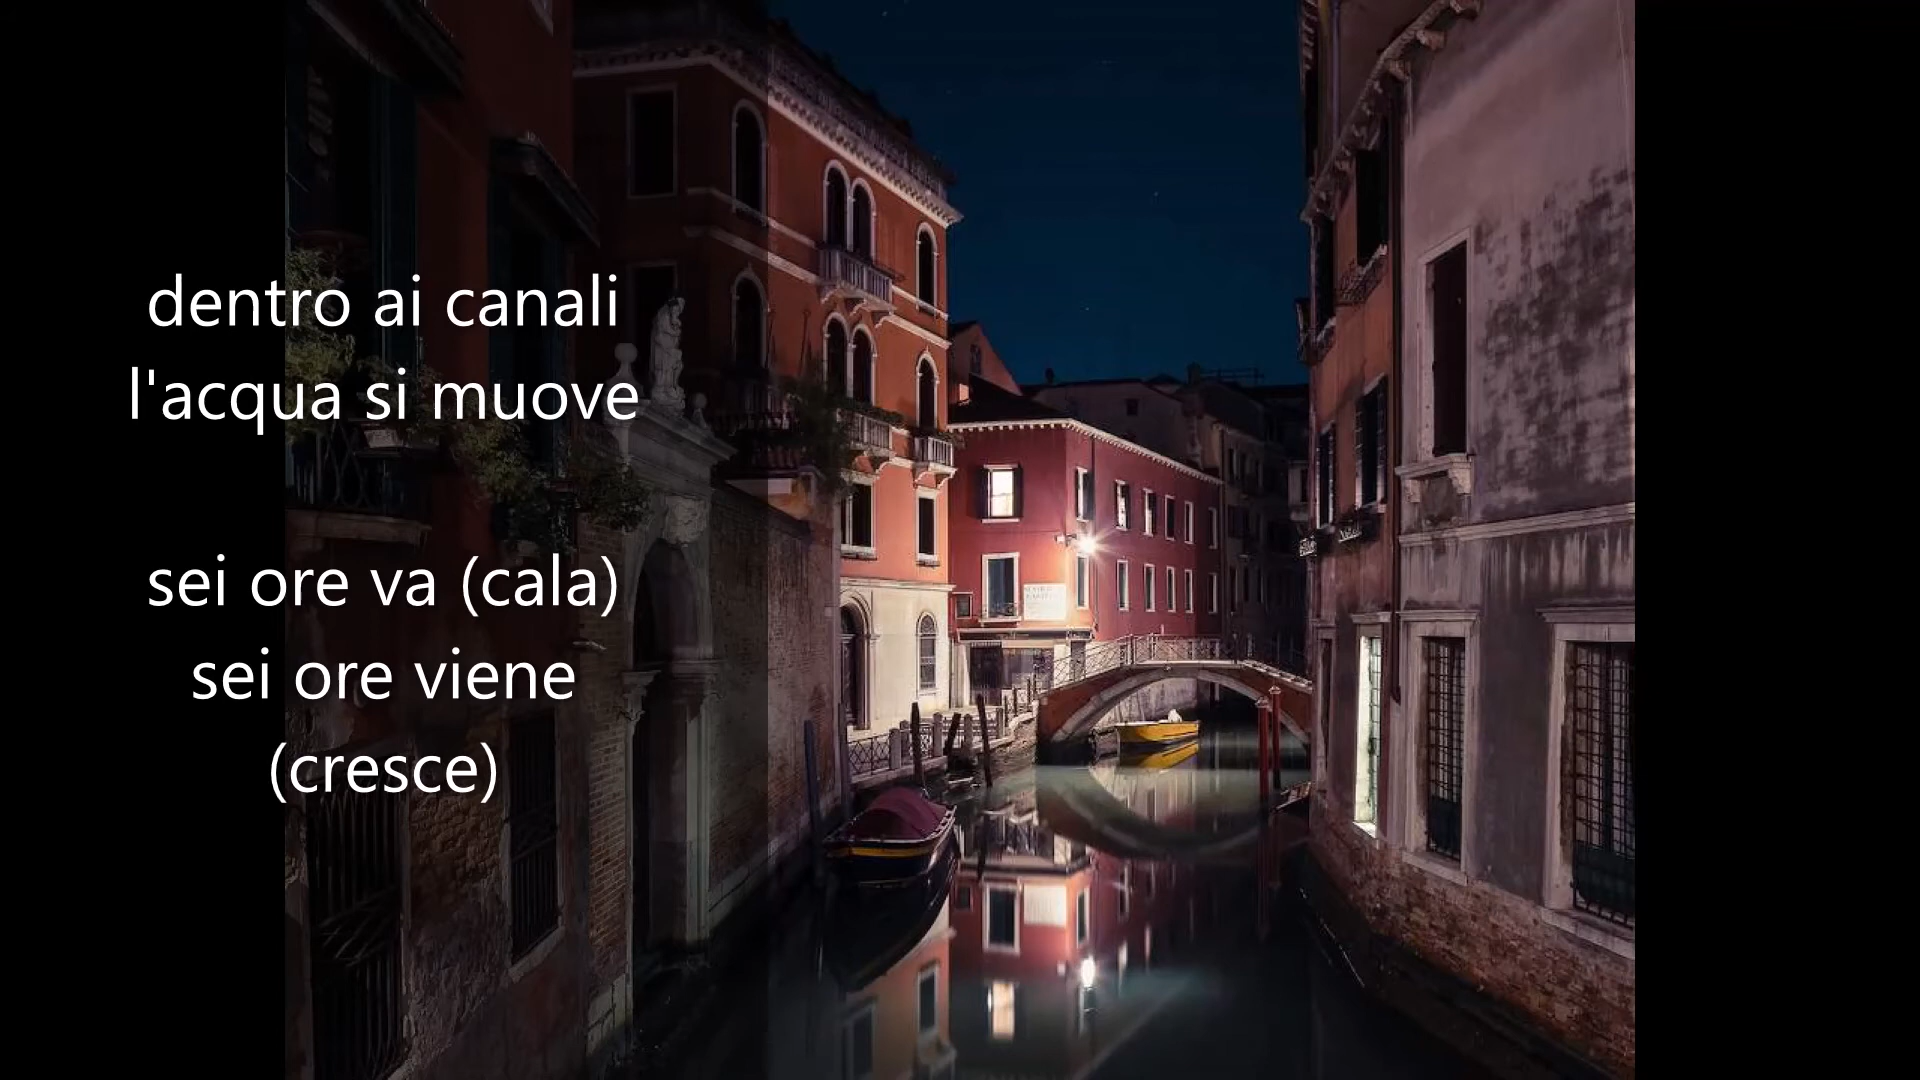 dentro ai canali
l'acqua si muove
sei ore va (cala)
sei ore viene
(cresce)